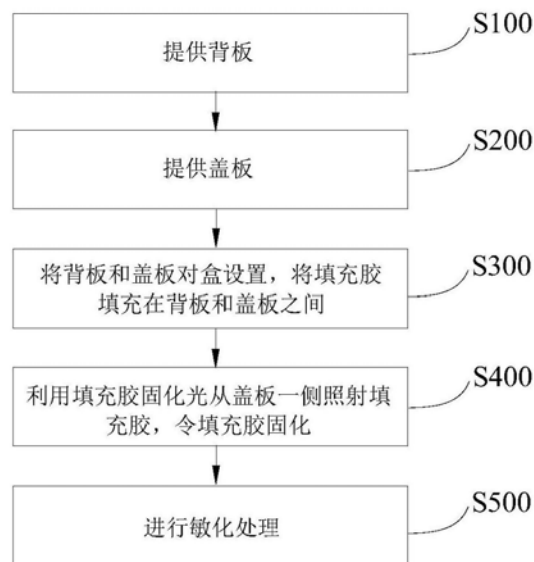 提供背板
S100
提供盖板
S200
将背板和盖板对盒设置，将填充胶
填充在背板和盖板之间
S300
利用填充胶固化光从盖板一侧照射填
充胶，令填充胶固化
S400
进行敏化处理
S500